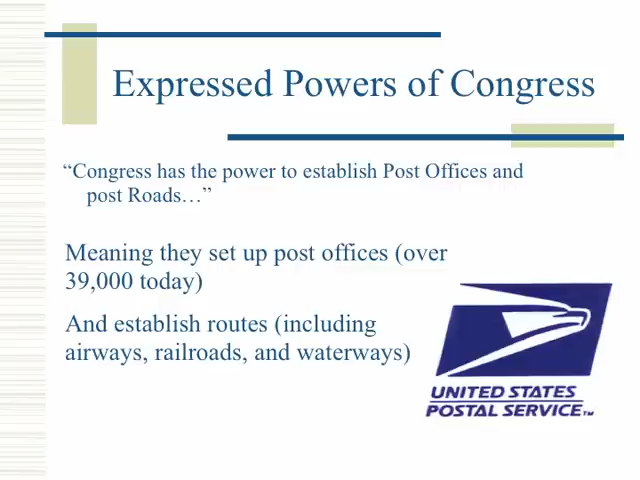 Expressed Powers of Congress
“Congress has the power to establish Post Offices and
post Roads…”
Meaning they set up post offices (over
39,000 today)
And establish routes (including
airways, railroads, and waterways)
UNITED STATES
POSTAL SERVICE™